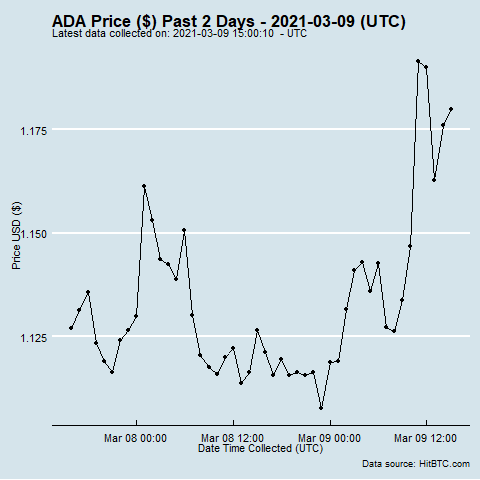 ADA Price ($) Past 2 Days - 2021-03-09 (UTC)
Latest data collected on: 2021-03-09 15:00:10  - UTC
1.175
1.150
1.125
Price USD ($)
Mar 08 00:00
Mar 08 12:00
Mar 09 00:00
Mar 09 12:00
Date Time Collected (UTC)
Data source: HitBTC.com